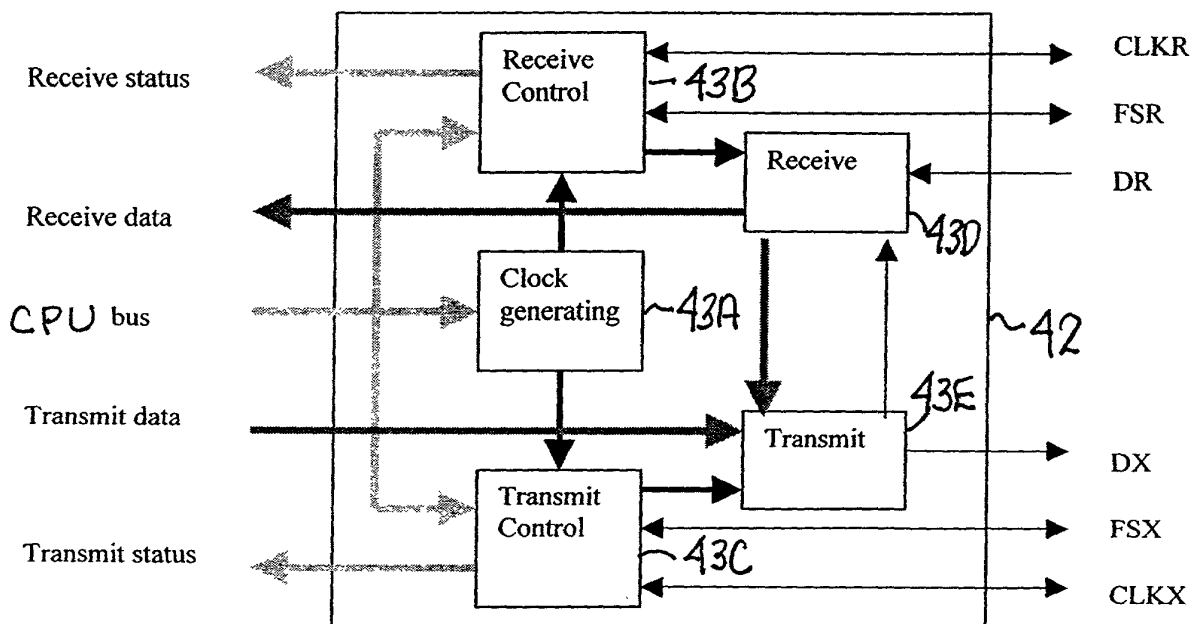 Receive status
Receive
Control
43B
CLKR
FSR
Receive
DR
Receive data
43D
Clock
generating
43A
CPU bus
42
Transmit data
43E
Transmit
DX
Transmit
Control
FSX
Transmit status
43C
CLKX